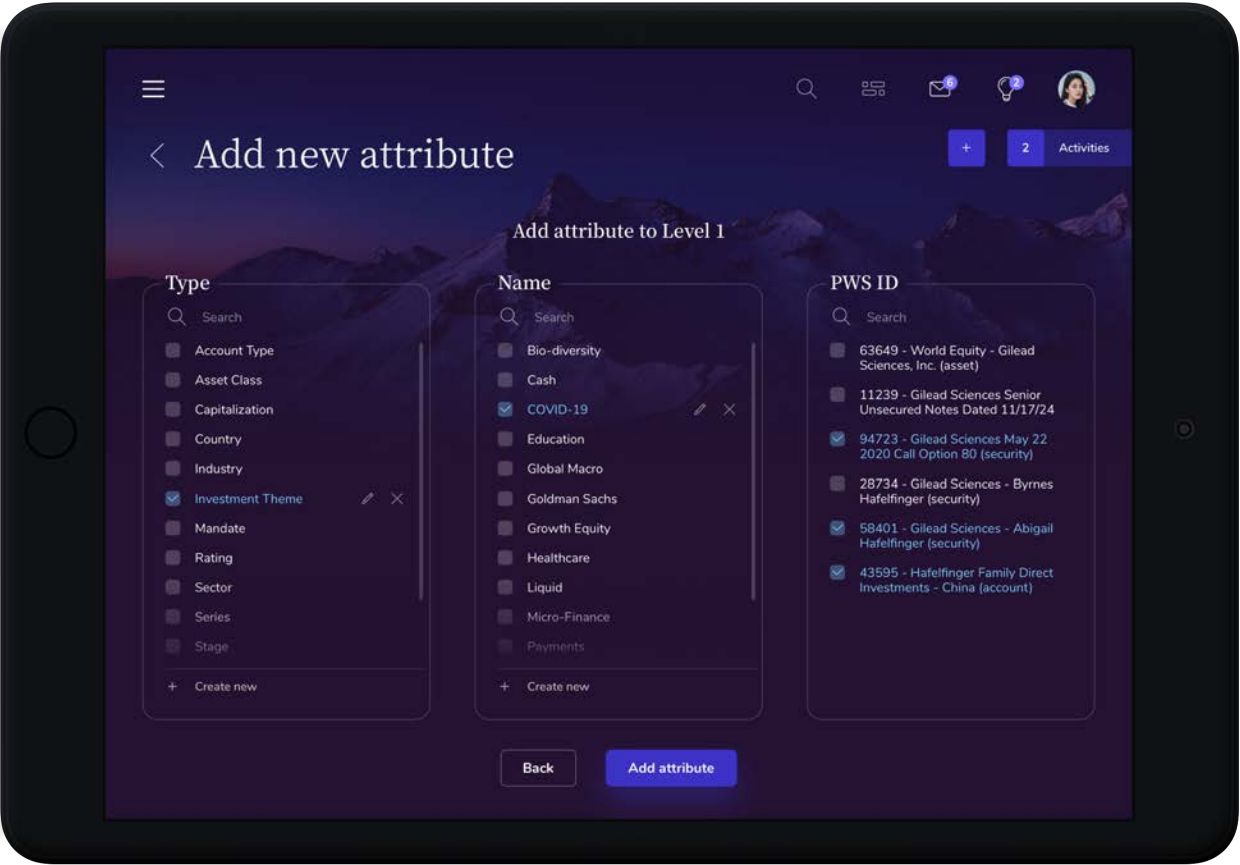 6
2
Add new attribute
+
2 Activities
Add attribute to Level 1
Type
Search
Account Type
Asset Class
Capitalization
Country
Industry
Investment Theme
Mandate
Rating
Sector
Series
Stage
+ Create new
Name
Search
Bio-diversity
Cash
COVID-19
Education
Global Macro
Goldman Sachs
Growth Equity
Healthcare
Liquid
Micro-Finance
Payments
+ Create new
PWS ID
Search
63649 - World Equity - Gilead
Sciences, Inc. (asset)
11239 - Gilead Sciences Senior
Unsecured Notes Dated 11/17/24
94723 - Gilead Sciences May 22
2020 Call Option 80 (security)
28734 - Gilead Sciences - Byrnes
Hafelfinger (security)
58401 - Gilead Sciences - Abigail
Hafelfinger (security)
43595 - Hafelfinger Family Direct
Investments - China (account)
Back
Add attribute